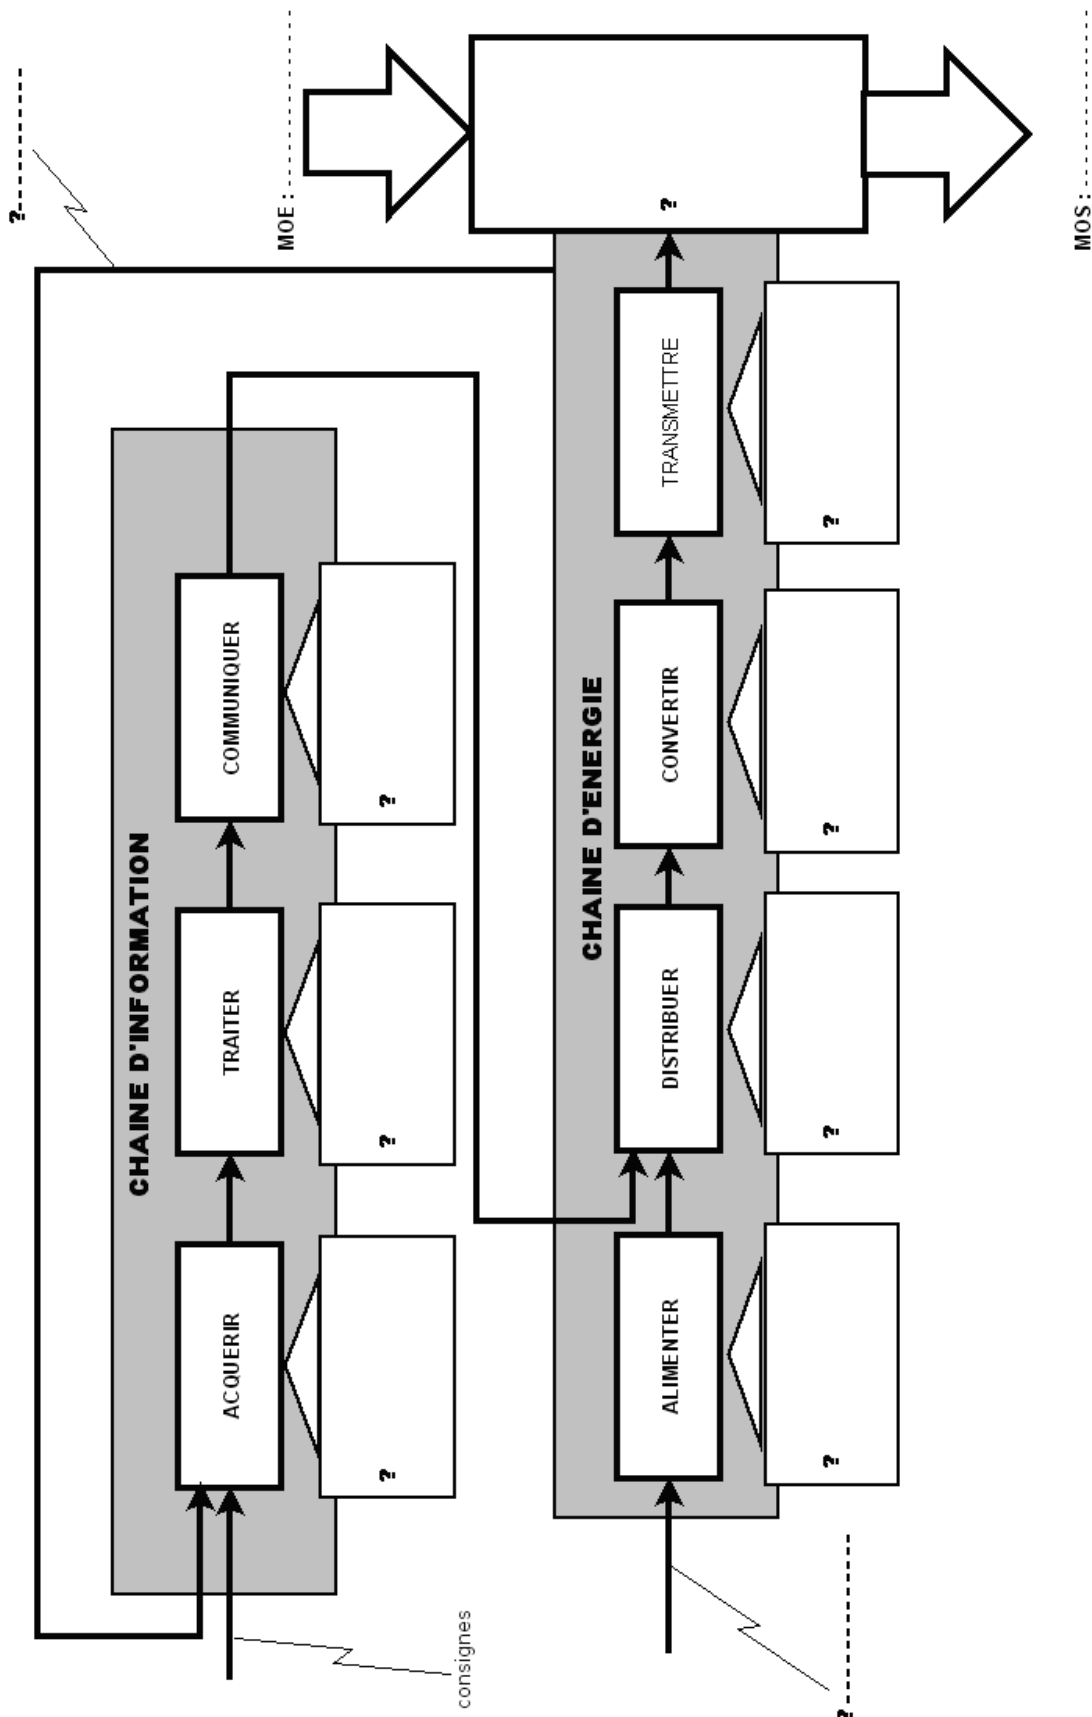 ?
CHAINE D'INFORMATION
ACQUERIR
TRAITER
COMMUNIQUER
?
?
?
consignes
MOE :
CHAINE D'ENERGIE
ALIMENTER
DISTRIBUER
CONVERTIR
TRANSMETTRE
?
?
?
?
?
?
MOS :